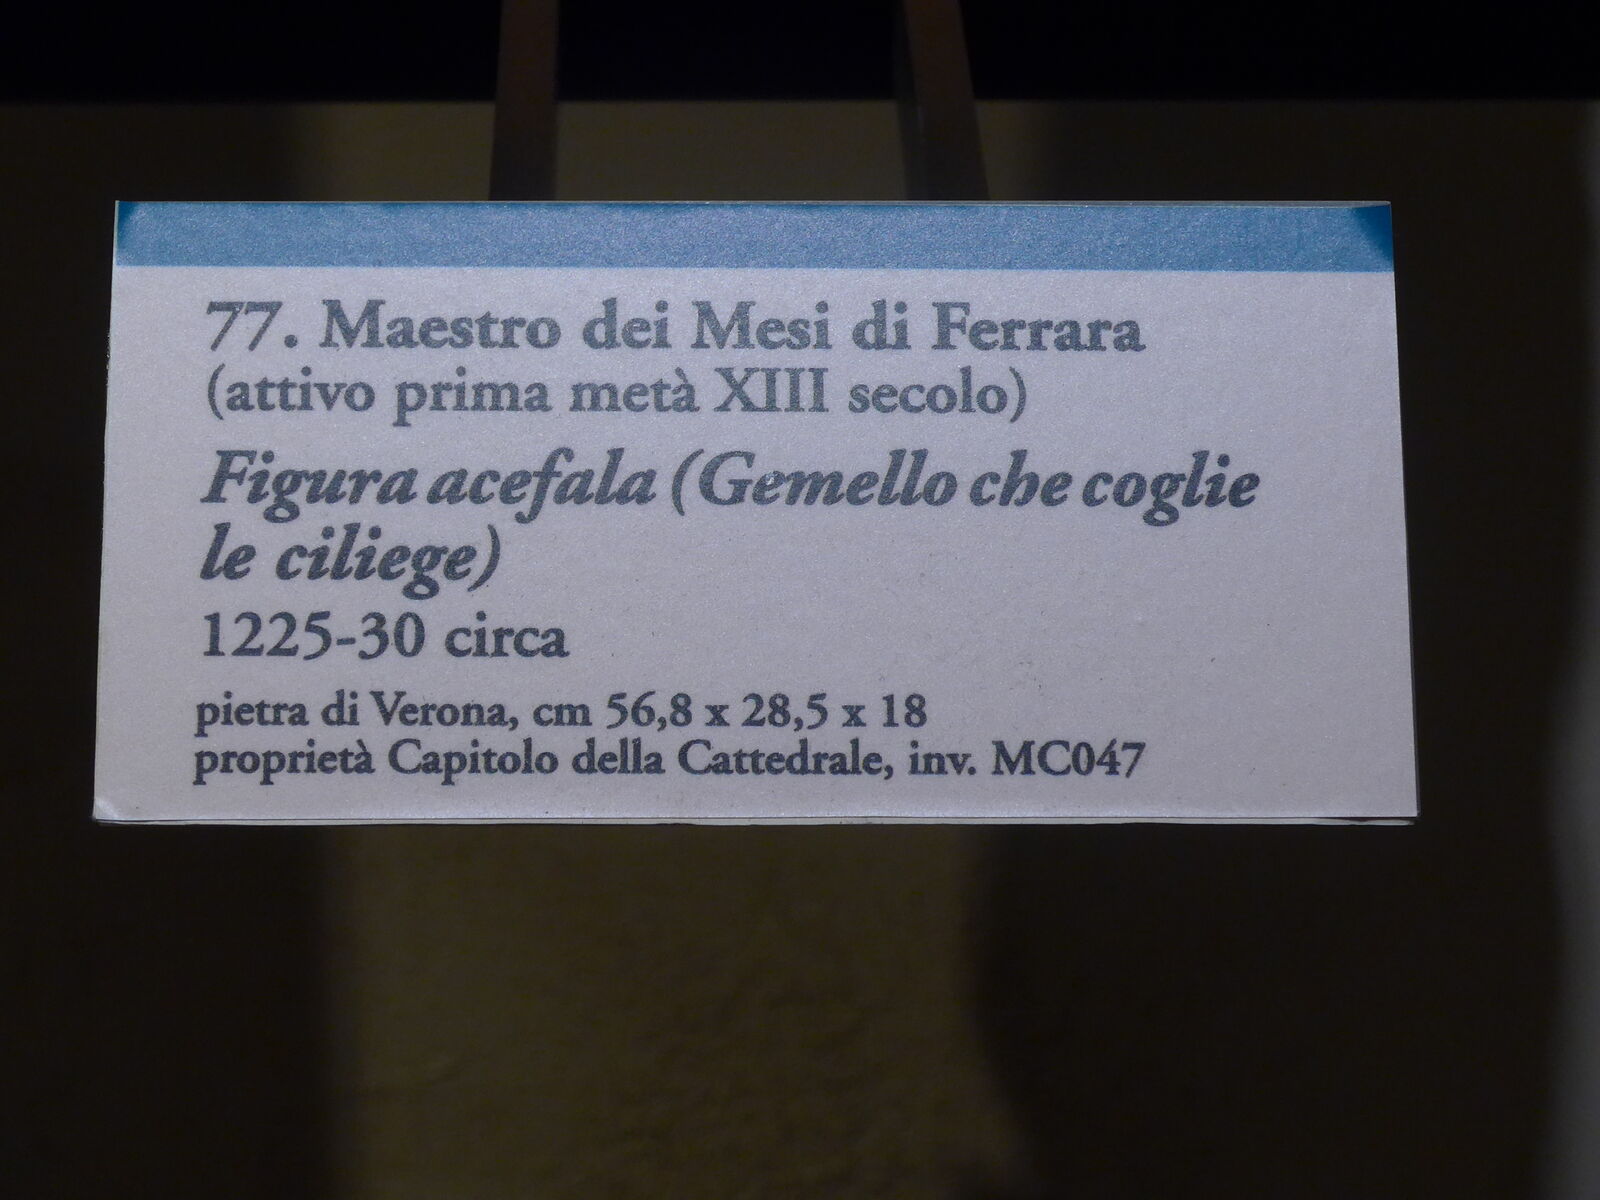 77. Maestro dei Mesi di Ferrara
(attivo prima metà XIII secolo)
Figura acefala (Gemello che coglie
le ciliege)
1225-30 circa
pietra di Verona, cm 56,8 x 28,5 x 18
proprietà Capitolo della Cattedrale, inv. MC047